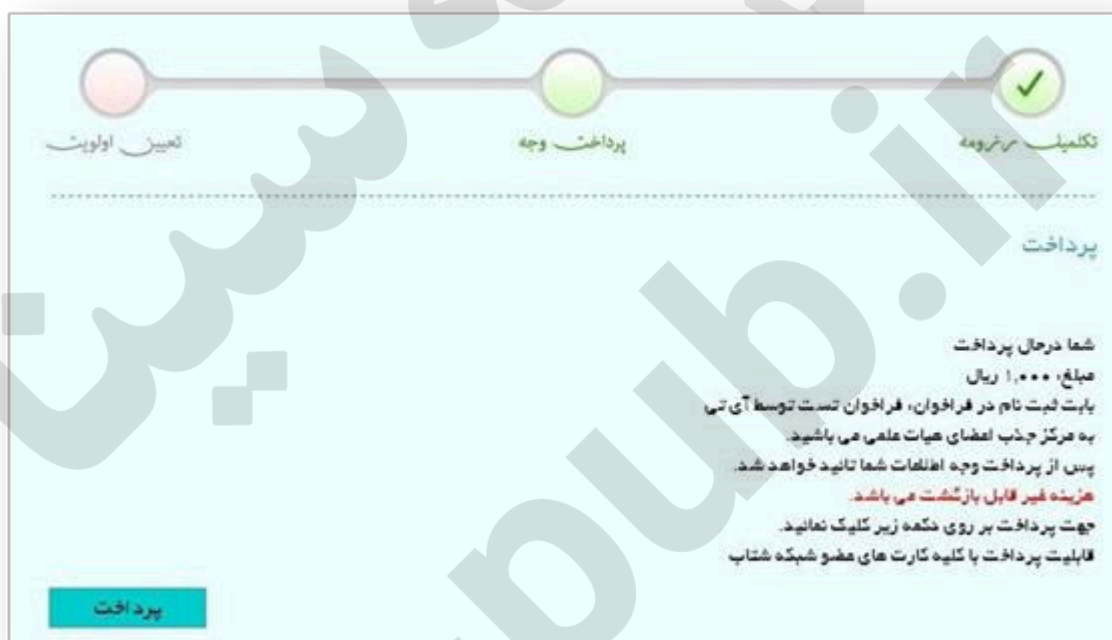 تکمیل رزومه
پرداخت وجه
تعیین اولویت
پرداخت
شما درحال پرداخت
مبلغ: ۱,۰۰۰ ریال
بابت ثبت نام در فراخوان، فراخوان تست توسط آی تی
به مرکز جذب اعضای هیات علمی می باشید.
پس از پرداخت وجه اطلاعات شما تائید خواهد شد.
هزینه غیر قابل بازگشت می باشد.
جهت پرداخت بر روی دکمه زیر کلیک نمائید.
قابلیت پرداخت با کلیه کارت های عضو شبکه شتاب
پرداخت
pub.ir